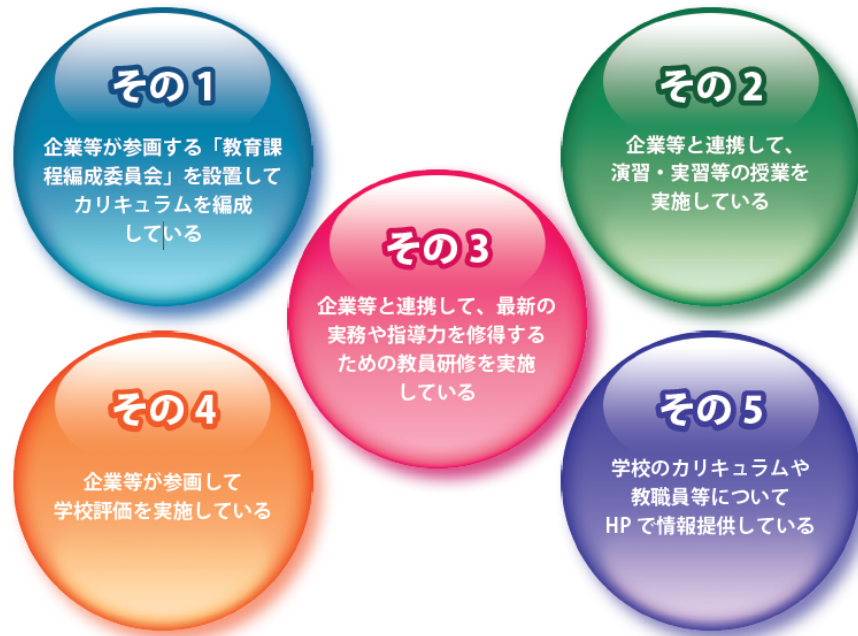 その1
企業等が参画する「教育課
程編成委員会」を設置して
カリキュラムを編成
している
その2
企業等と連携して、
演習・実習等の授業を
実施している
その3
企業等と連携して、最新の
実務や指導力を修得する
ための教員研修を実施
している
その4
企業等が参画して
学校評価を実施している
その5
学校のカリキュラムや
教職員等について
HPで情報提供している